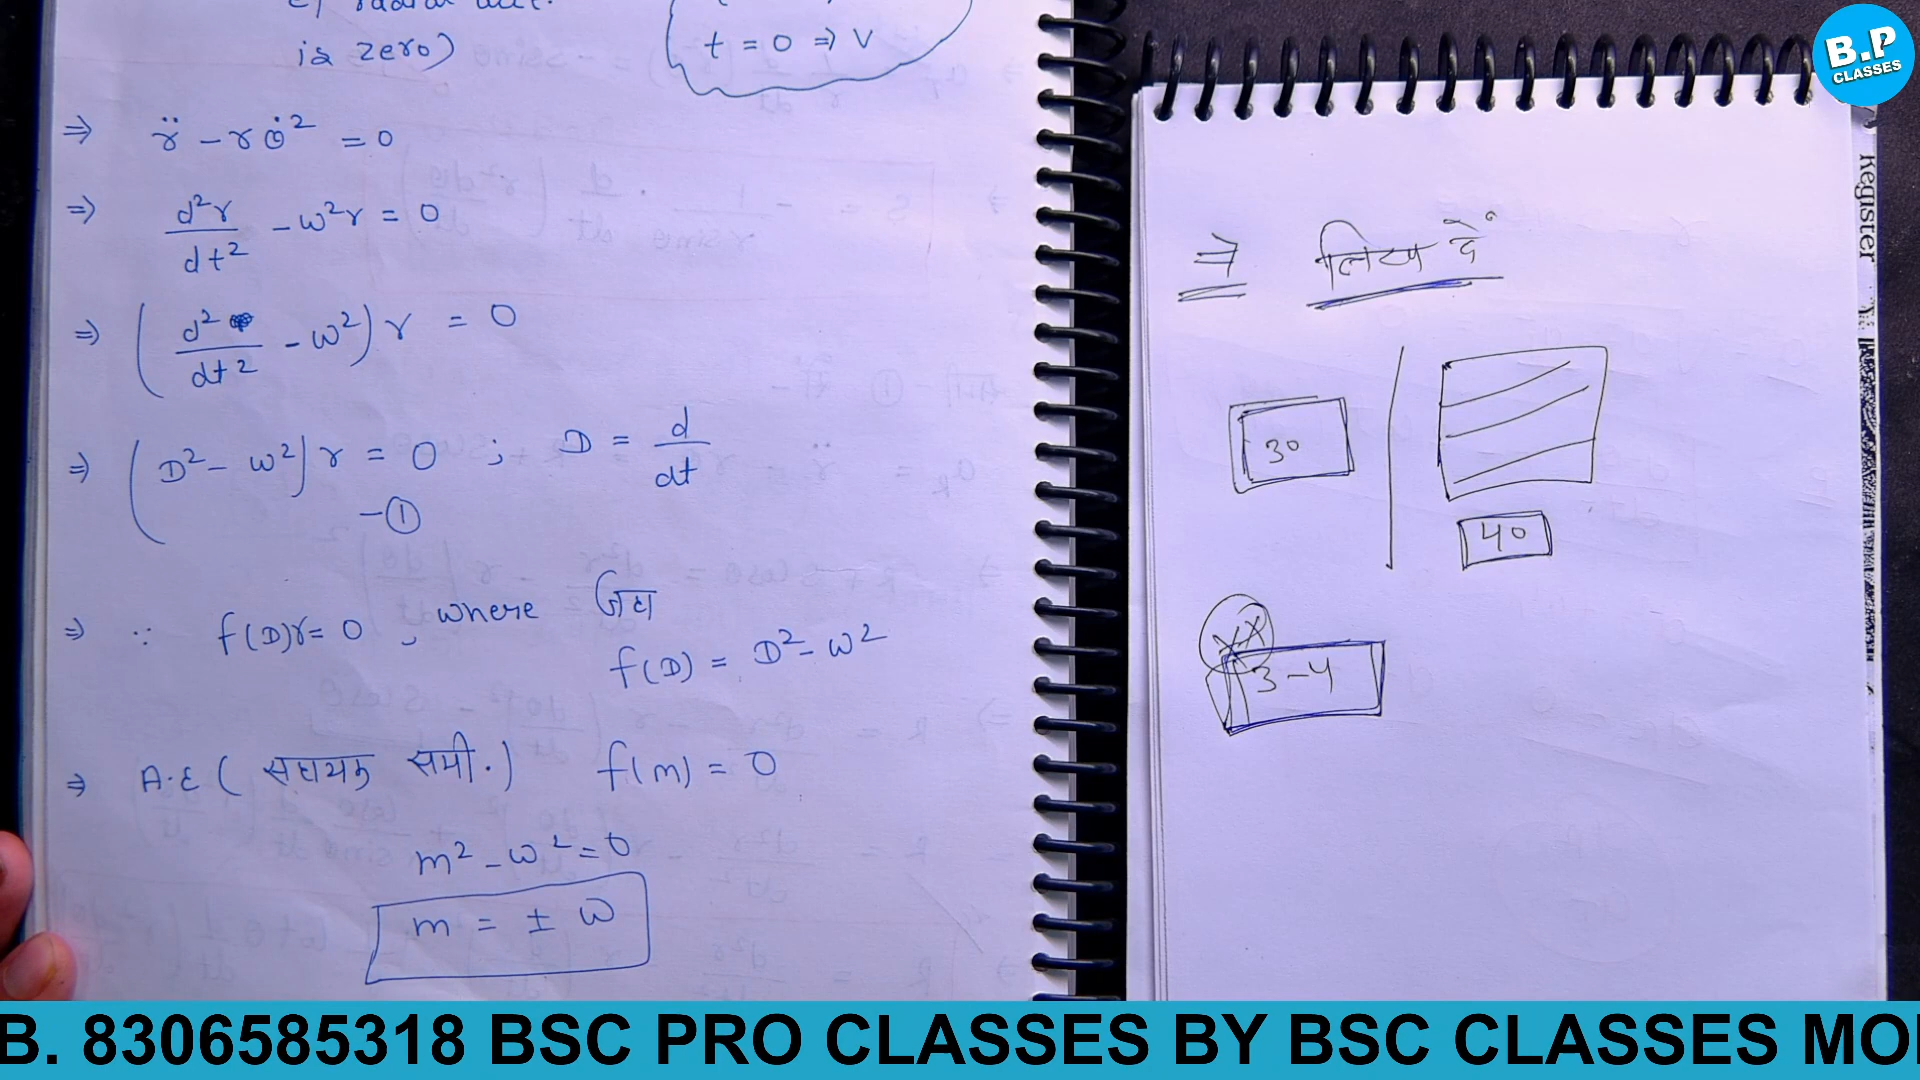 is zero)
t = 0 ⇒ V
⇒ r̈ - rθ̇² = 0
⇒ d²r/dt² - ω²r = 0
⇒ (d²/dt² - ω²) r = 0
⇒ (D² - ω²) r = 0 ; D = d/dt
- ①
⇒ ∵ f(D)r = 0 , where जहा
f(D) = D² - ω²
⇒ A.E ( सहायक समी. ) f(m) = 0
m² - ω² = 0
m = ± ω
B.P
CLASSES
Register
⇒ लिख दें
30
40
3-4
B. 8306585318 BSC PRO CLASSES BY BSC CLASSES MO